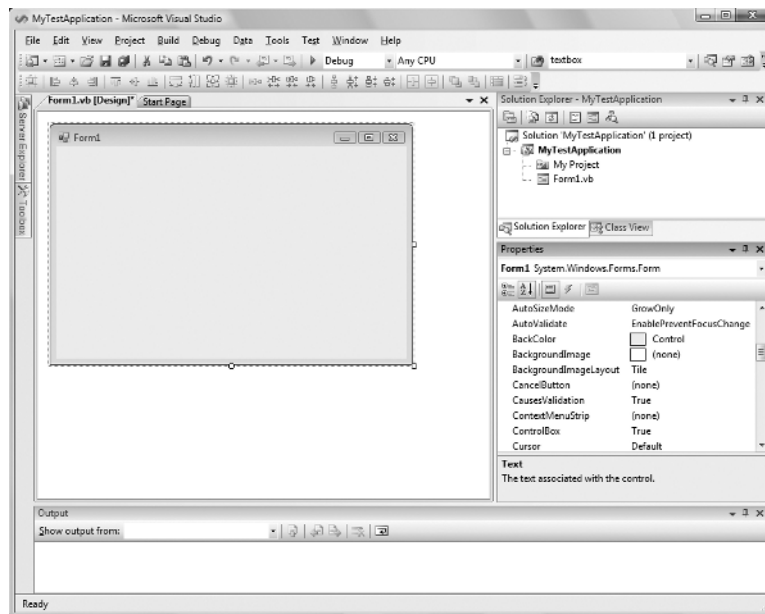 MyTestApplication - Microsoft Visual Studio
File Edit View Project Build Debug Data Tools Test Window Help
Debug Any CPU textbox
Form1.vb [Design]* Start Page
Server Explorer
Toolbox
Form1
Solution Explorer - MyTestApplication
Solution 'MyTestApplication' (1 project)
MyTestApplication
My Project
Form1.vb
Solution Explorer Class View
Properties
Form1 System.Windows.Forms.Form
AutoSizeMode GrowOnly
AutoValidate EnablePreventFocusChange
BackColor Control
BackgroundImage (none)
BackgroundImageLayout Tile
CancelButton (none)
CausesValidation True
ContextMenuStrip (none)
ControlBox True
Cursor Default
Text
The text associated with the control.
Output
Show output from:
Ready